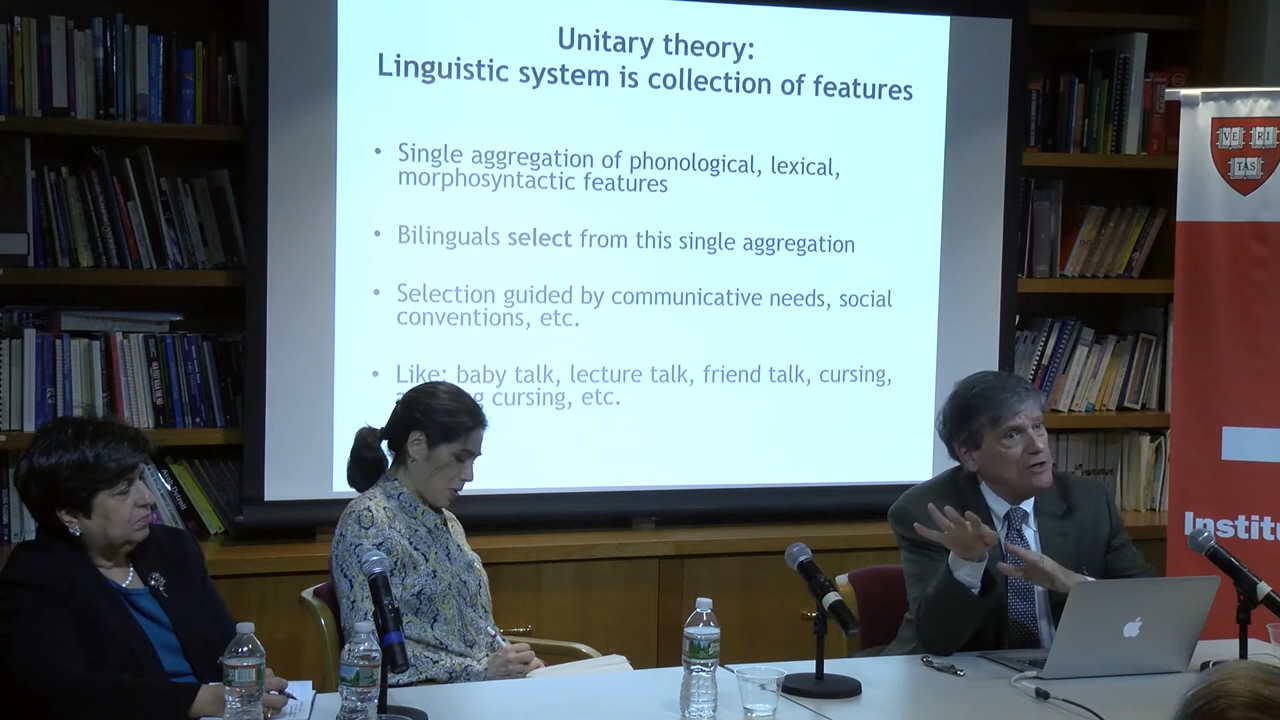 Unitary theory:
Linguistic system is collection of features
• Single aggregation of phonological, lexical,
morphosyntactic features
• Bilinguals select from this single aggregation
• Selection guided by communicative needs, social
conventions, etc.
• Like: baby talk, lecture talk, friend talk, cursing,
cursing, etc.
VE RI
TAS
Institu